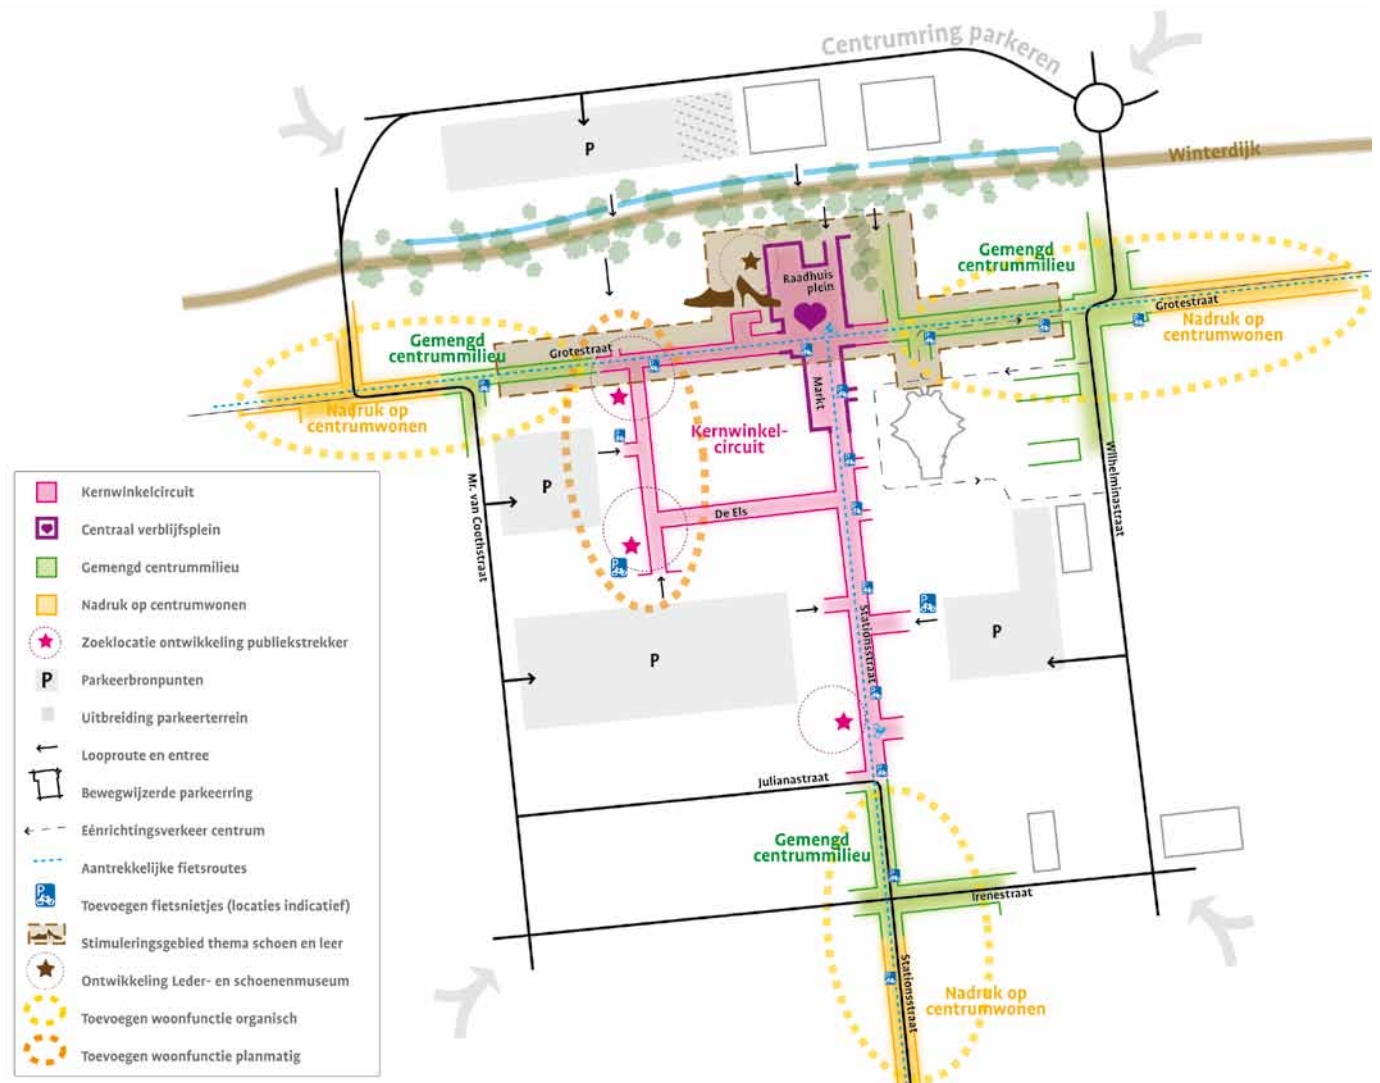 Centrumring parkeren
P
Winterdijk
Gemengd
centrummilieu
Raadhuis
plein
Grotestraat
Nadruk op
centrumwonen
Gemengd
centrummilieu
Grotestraat
Nadruk op
centrumwonen
Markt
Kernwinkel-
circuit
P
Mr. van Coothstraat
De Els
Wilhelminastraat
P
P
Stationsstraat
Julianastraat
Gemengd
centrummilieu
Irenestraat
Stationsstraat
Nadruk op
centrumwonen
Kernwinkelcircuit
Centraal verblijfsplein
Gemengd centrummilieu
Nadruk op centrumwonen
Zoeklocatie ontwikkeling publiekstrekker
P Parkeerbronpunten
Uitbreiding parkeerterrein
Looproute en entree
Bewegwijzerde parkeerring
Eénrichtingsverkeer centrum
Aantrekkelijke fietsroutes
P Toevoegen fietsnietjes (locaties indicatief)
Stimuleringsgebied thema schoen en leer
Ontwikkeling Leder- en schoenenmuseum
Toevoegen woonfunctie organisch
Toevoegen woonfunctie planmatig